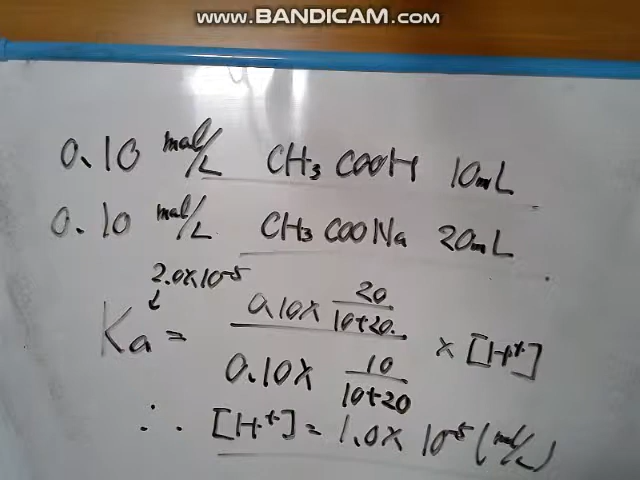 WWW.BANDICAM.COM
0.10 mol/L CH₃COOH 10mL
0.10 mol/L CH₃COONa 20mL
2.0×10⁻⁵
↓
Ka = (0.10× 20/(10+20)) / (0.10× 10/(10+20)) × [H⁺]
∴ [H⁺] = 1.0× 10⁻⁵ (mol/L)